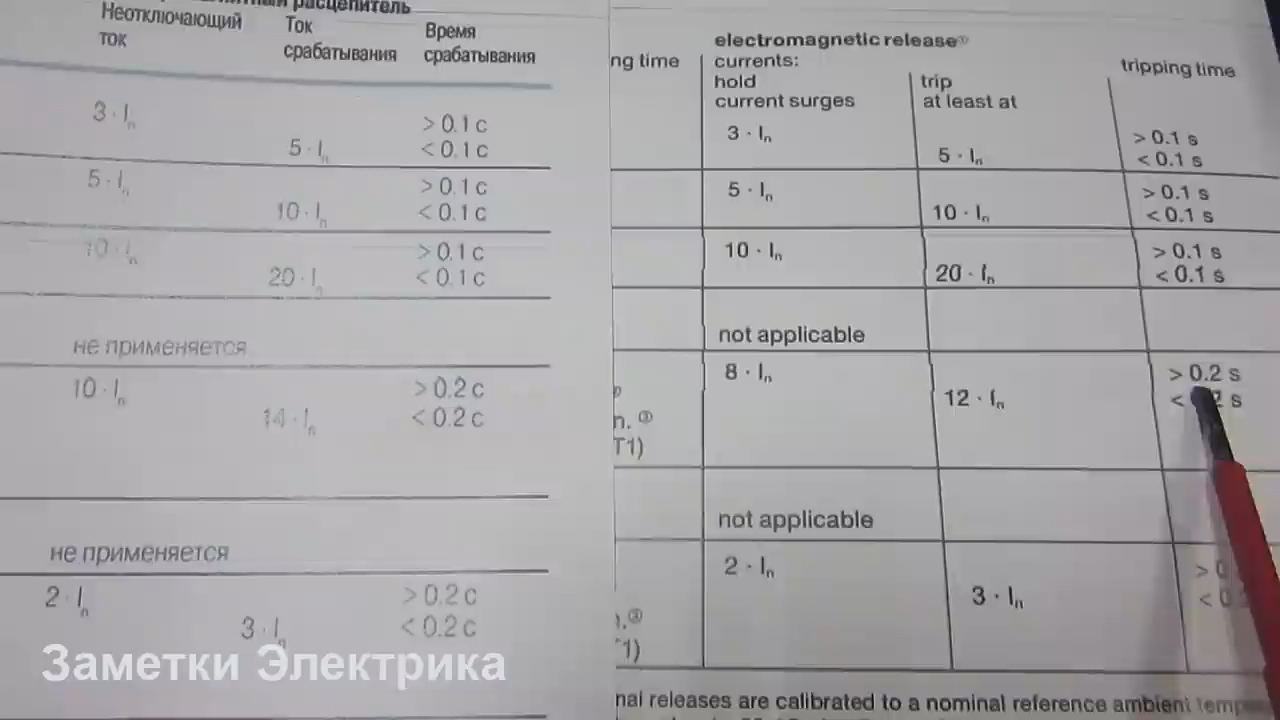 расцепитель
Неотключающий ток
Ток срабатывания
Время срабатывания
3 · In
> 0.1 с
5 · In
< 0.1 с
5 · In
> 0.1 с
10 · In
< 0.1 с
10 · In
> 0.1 с
20 · In
< 0.1 с
не применяется
10 · In
> 0.2 с
14 · In
< 0.2 с
не применяется
2 · In
> 0.2 с
3 · In
< 0.2 с
Заметки Электрика
ng time
electromagnetic release①
currents:
hold
current surges
trip
at least at
tripping time
3 · In
> 0.1 s
5 · In
< 0.1 s
5 · In
> 0.1 s
10 · In
< 0.1 s
10 · In
> 0.1 s
20 · In
< 0.1 s
not applicable
8 · In
> 0.2 s
12 · In
n. ③
T1)
not applicable
2 · In
3 · In
T1)
nal releases are calibrated to a nominal reference ambient